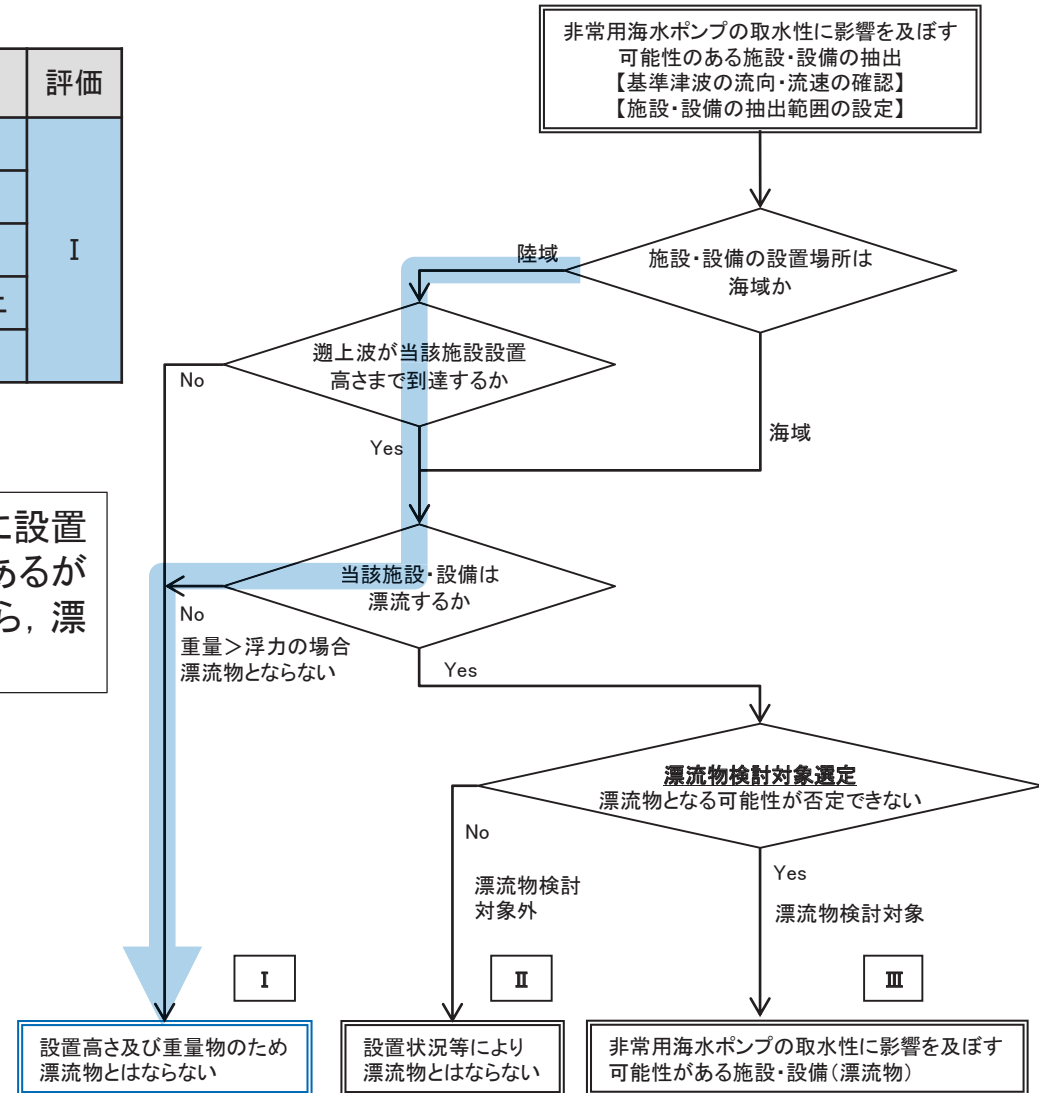 評価
Ⅰ
に設置
あるが
ら，漂
非常用海水ポンプの取水性に影響を及ぼす
可能性のある施設・設備の抽出
【基準津波の流向・流速の確認】
【施設・設備の抽出範囲の設定】
施設・設備の設置場所は
海域か
陸域
海域
遡上波が当該施設設置
高さまで到達するか
No
Yes
当該施設・設備は
漂流するか
No
重量＞浮力の場合
漂流物とならない
Yes
漂流物検討対象選定
漂流物となる可能性が否定できない
No
漂流物検討
対象外
Yes
漂流物検討対象
Ⅰ
Ⅱ
Ⅲ
設置高さ及び重量物のため
漂流物とはならない
設置状況等により
漂流物とはならない
非常用海水ポンプの取水性に影響を及ぼす
可能性がある施設・設備（漂流物）